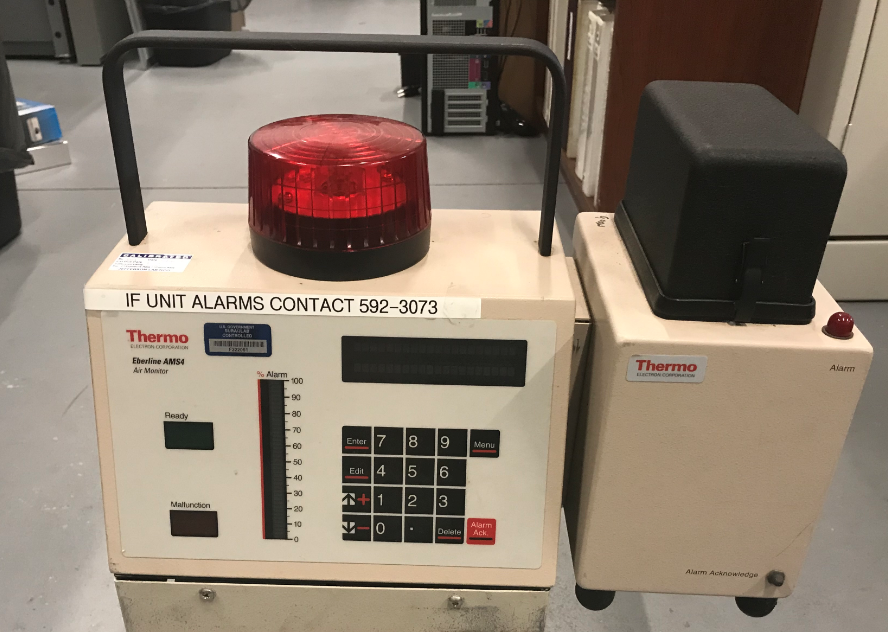 CALIBRATED
IF UNIT ALARMS CONTACT 592-3073
Thermo
ELECTRON CORPORATION
U.S. GOVERNMENT
CONTROLLED
Eberline AMS4
Air Monitor
% Alarm
100
90
80
70
60
50
40
30
20
10
0
Ready
Malfunction
Enter 7 8 9 Menu
Edit 4 5 6
+ 1 2 3
- 0 . Delete Alarm
Ack.
Thermo
ELECTRON CORPORATION
Alarm
Alarm Acknowledge